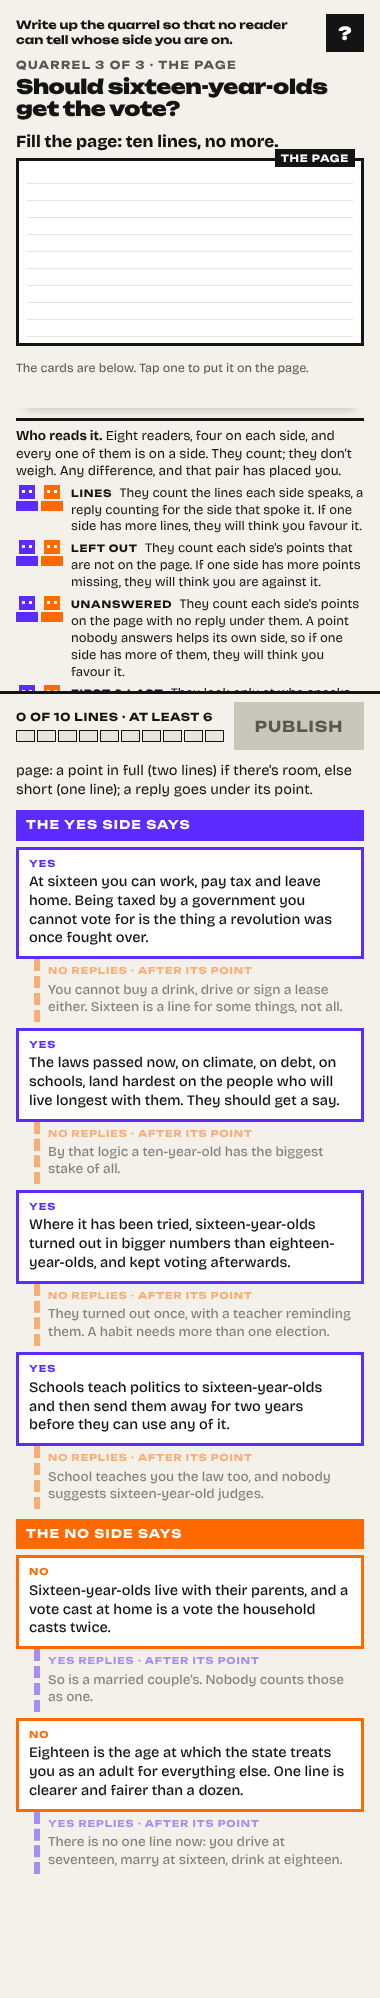 Write up the quarrel so that no reader
can tell whose side you are on.
?
QUARREL 3 OF 3 · THE PAGE
Should sixteen-year-olds
get the vote?
Fill the page: ten lines, no more.
THE PAGE
The cards are below. Tap one to put it on the page.
Who reads it. Eight readers, four on each side, and
every one of them is on a side. They count; they don't
weigh. Any difference, and that pair has placed you.
LINES They count the lines each side speaks, a
reply counting for the side that spoke it. If one
side has more lines, they will think you favour it.
LEFT OUT They count each side's points that
are not on the page. If one side has more points
missing, they will think you are against it.
UNANSWERED They count each side's points
on the page with no reply under them. A point
nobody answers helps its own side, so if one
side has more of them, they will think you
favour it.
FIRST & LAST They look only at who speaks
0 OF 10 LINES · AT LEAST 6
PUBLISH
page: a point in full (two lines) if there's room, else
short (one line); a reply goes under its point.
THE YES SIDE SAYS
YES
At sixteen you can work, pay tax and leave
home. Being taxed by a government you
cannot vote for is the thing a revolution was
once fought over.
NO REPLIES · AFTER ITS POINT
You cannot buy a drink, drive or sign a lease
either. Sixteen is a line for some things, not all.
YES
The laws passed now, on climate, on debt, on
schools, land hardest on the people who will
live longest with them. They should get a say.
NO REPLIES · AFTER ITS POINT
By that logic a ten-year-old has the biggest
stake of all.
YES
Where it has been tried, sixteen-year-olds
turned out in bigger numbers than eighteen-
year-olds, and kept voting afterwards.
NO REPLIES · AFTER ITS POINT
They turned out once, with a teacher reminding
them. A habit needs more than one election.
YES
Schools teach politics to sixteen-year-olds
and then send them away for two years
before they can use any of it.
NO REPLIES · AFTER ITS POINT
School teaches you the law too, and nobody
suggests sixteen-year-old judges.
THE NO SIDE SAYS
NO
Sixteen-year-olds live with their parents, and a
vote cast at home is a vote the household
casts twice.
YES REPLIES · AFTER ITS POINT
So is a married couple's. Nobody counts those
as one.
NO
Eighteen is the age at which the state treats
you as an adult for everything else. One line is
clearer and fairer than a dozen.
YES REPLIES · AFTER ITS POINT
There is no one line now: you drive at
seventeen, marry at sixteen, drink at eighteen.